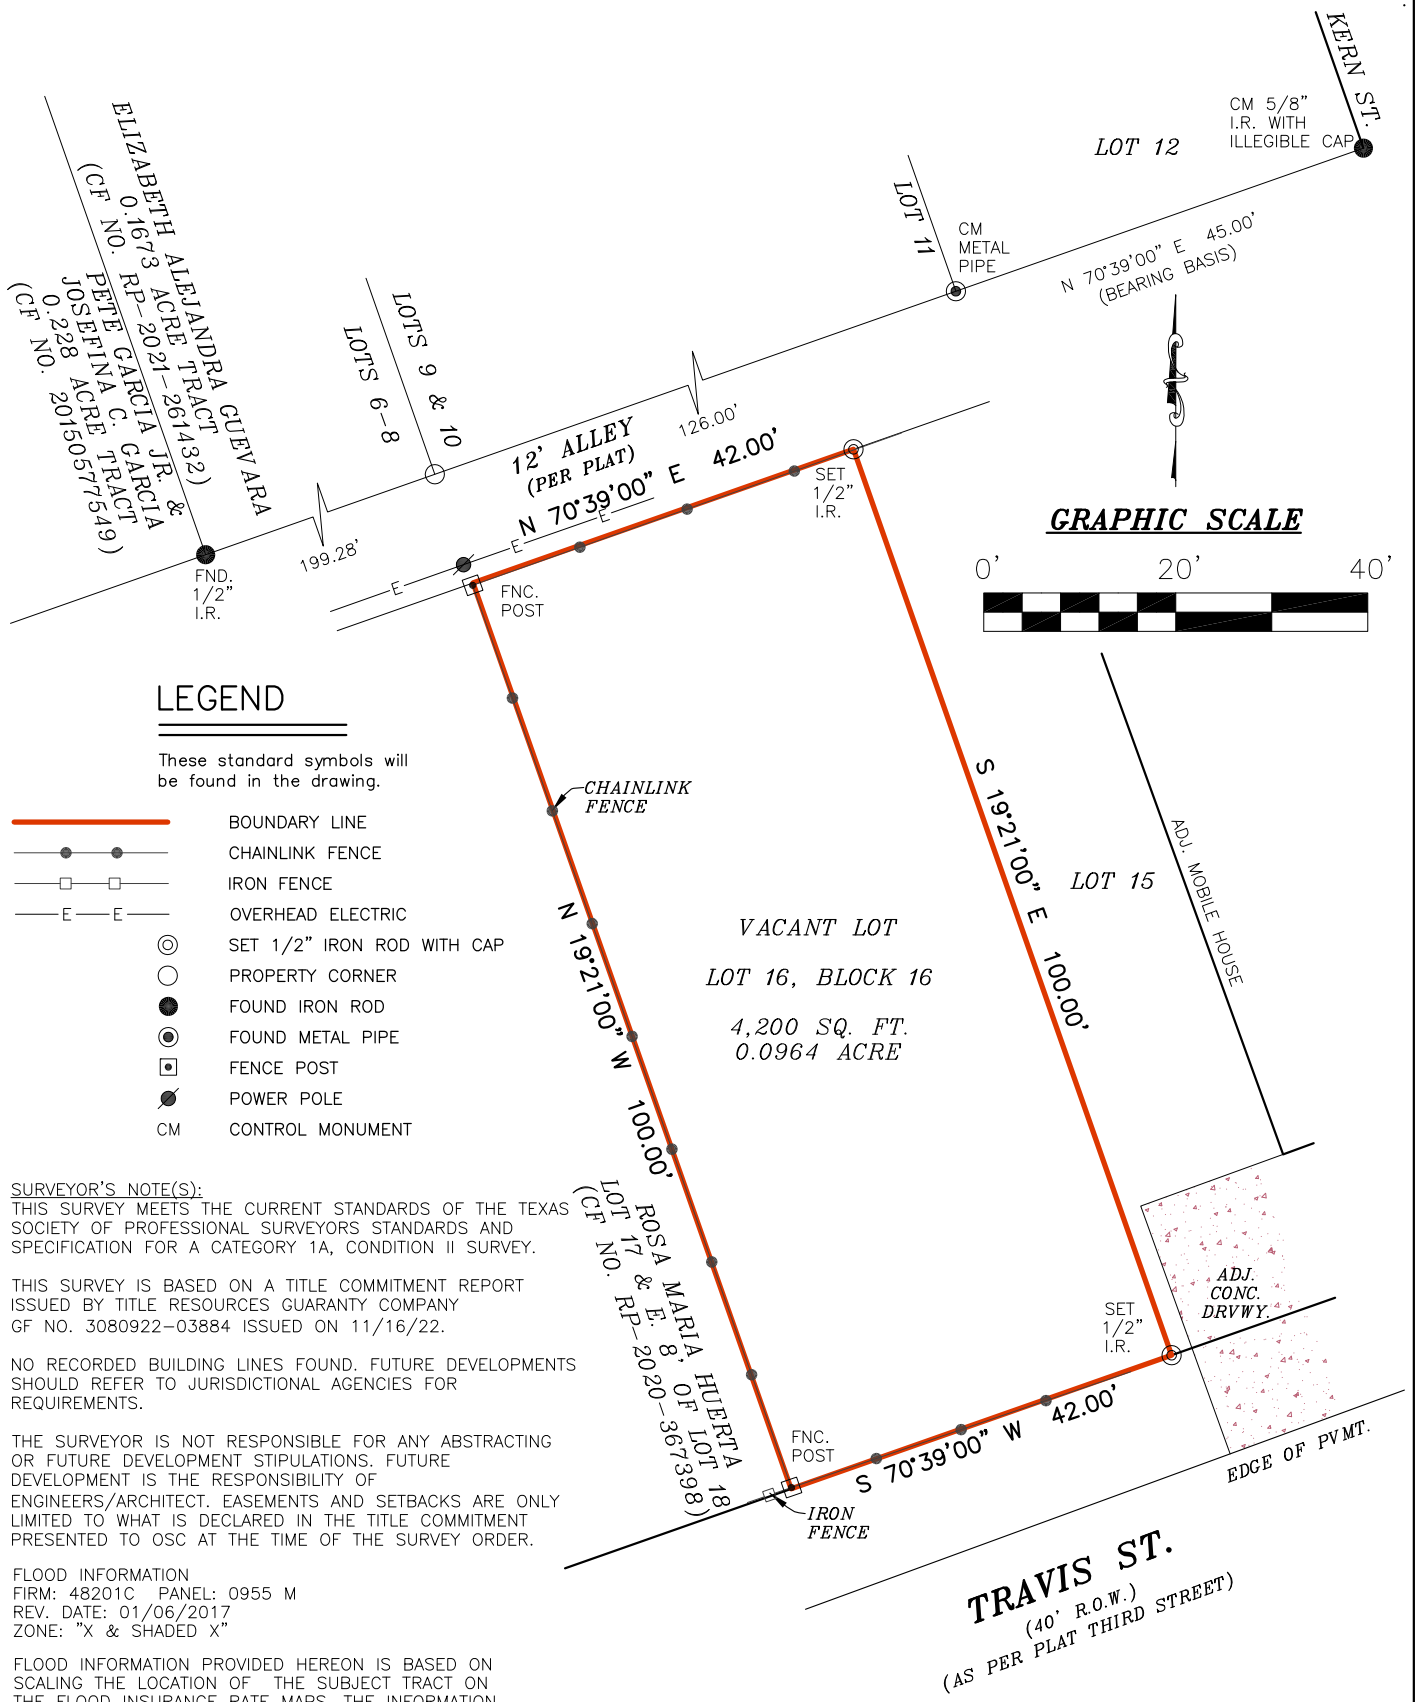 KERN ST.
CM 5/8"
I.R. WITH
ILLEGIBLE CAP
LOT 12
LOT 11
CM
METAL
PIPE
N 70°39'00" E 45.00'
(BEARING BASIS)
ELIZABETH ALEJANDRA GUEVARA
0.1673 ACRE TRACT
(CF NO. RP-2021-261432)
PETE GARCIA JR. &
JOSEFINA C. GARCIA
0.228 ACRE TRACT
(CF NO. 20150577549)
LOTS 9 & 10
LOTS 6-8
12' ALLEY
(PER PLAT)
126.00'
N 70°39'00" E 42.00'
199.28'
E
E
E
FND.
1/2"
I.R.
FNC.
POST
SET
1/2"
I.R.
GRAPHIC SCALE
0' 20' 40'
LEGEND
These standard symbols will
be found in the drawing.
BOUNDARY LINE
CHAINLINK FENCE
IRON FENCE
E E OVERHEAD ELECTRIC
SET 1/2" IRON ROD WITH CAP
PROPERTY CORNER
FOUND IRON ROD
FOUND METAL PIPE
FENCE POST
POWER POLE
CM CONTROL MONUMENT
CHAINLINK
FENCE
S 19°21'00" E 100.00'
LOT 15
ADJ. MOBILE HOUSE
VACANT LOT
LOT 16, BLOCK 16
4,200 SQ. FT.
0.0964 ACRE
N 19°21'00" W 100.00'
ROSA MARIA HUERTA
LOT 17 & E. 8' OF LOT 18
(CF NO. RP-2020-367398)
ADJ.
CONC.
DRVWY.
SET
1/2"
I.R.
FNC.
POST
S 70°39'00" W 42.00'
IRON
FENCE
EDGE OF PVMT.
TRAVIS ST.
(40' R.O.W.)
(AS PER PLAT THIRD STREET)
SURVEYOR'S NOTE(S):
THIS SURVEY MEETS THE CURRENT STANDARDS OF THE TEXAS
SOCIETY OF PROFESSIONAL SURVEYORS STANDARDS AND
SPECIFICATION FOR A CATEGORY 1A, CONDITION II SURVEY.
THIS SURVEY IS BASED ON A TITLE COMMITMENT REPORT
ISSUED BY TITLE RESOURCES GUARANTY COMPANY
GF NO. 3080922-03884 ISSUED ON 11/16/22.
NO RECORDED BUILDING LINES FOUND. FUTURE DEVELOPMENTS
SHOULD REFER TO JURISDICTIONAL AGENCIES FOR
REQUIREMENTS.
THE SURVEYOR IS NOT RESPONSIBLE FOR ANY ABSTRACTING
OR FUTURE DEVELOPMENT STIPULATIONS. FUTURE
DEVELOPMENT IS THE RESPONSIBILITY OF
ENGINEERS/ARCHITECT. EASEMENTS AND SETBACKS ARE ONLY
LIMITED TO WHAT IS DECLARED IN THE TITLE COMMITMENT
PRESENTED TO OSC AT THE TIME OF THE SURVEY ORDER.
FLOOD INFORMATION
FIRM: 48201C PANEL: 0955 M
REV. DATE: 01/06/2017
ZONE: "X & SHADED X"
FLOOD INFORMATION PROVIDED HEREON IS BASED ON
SCALING THE LOCATION OF THE SUBJECT TRACT ON
THE FLOOD INSURANCE RATE MAPS. THE INFORMATION